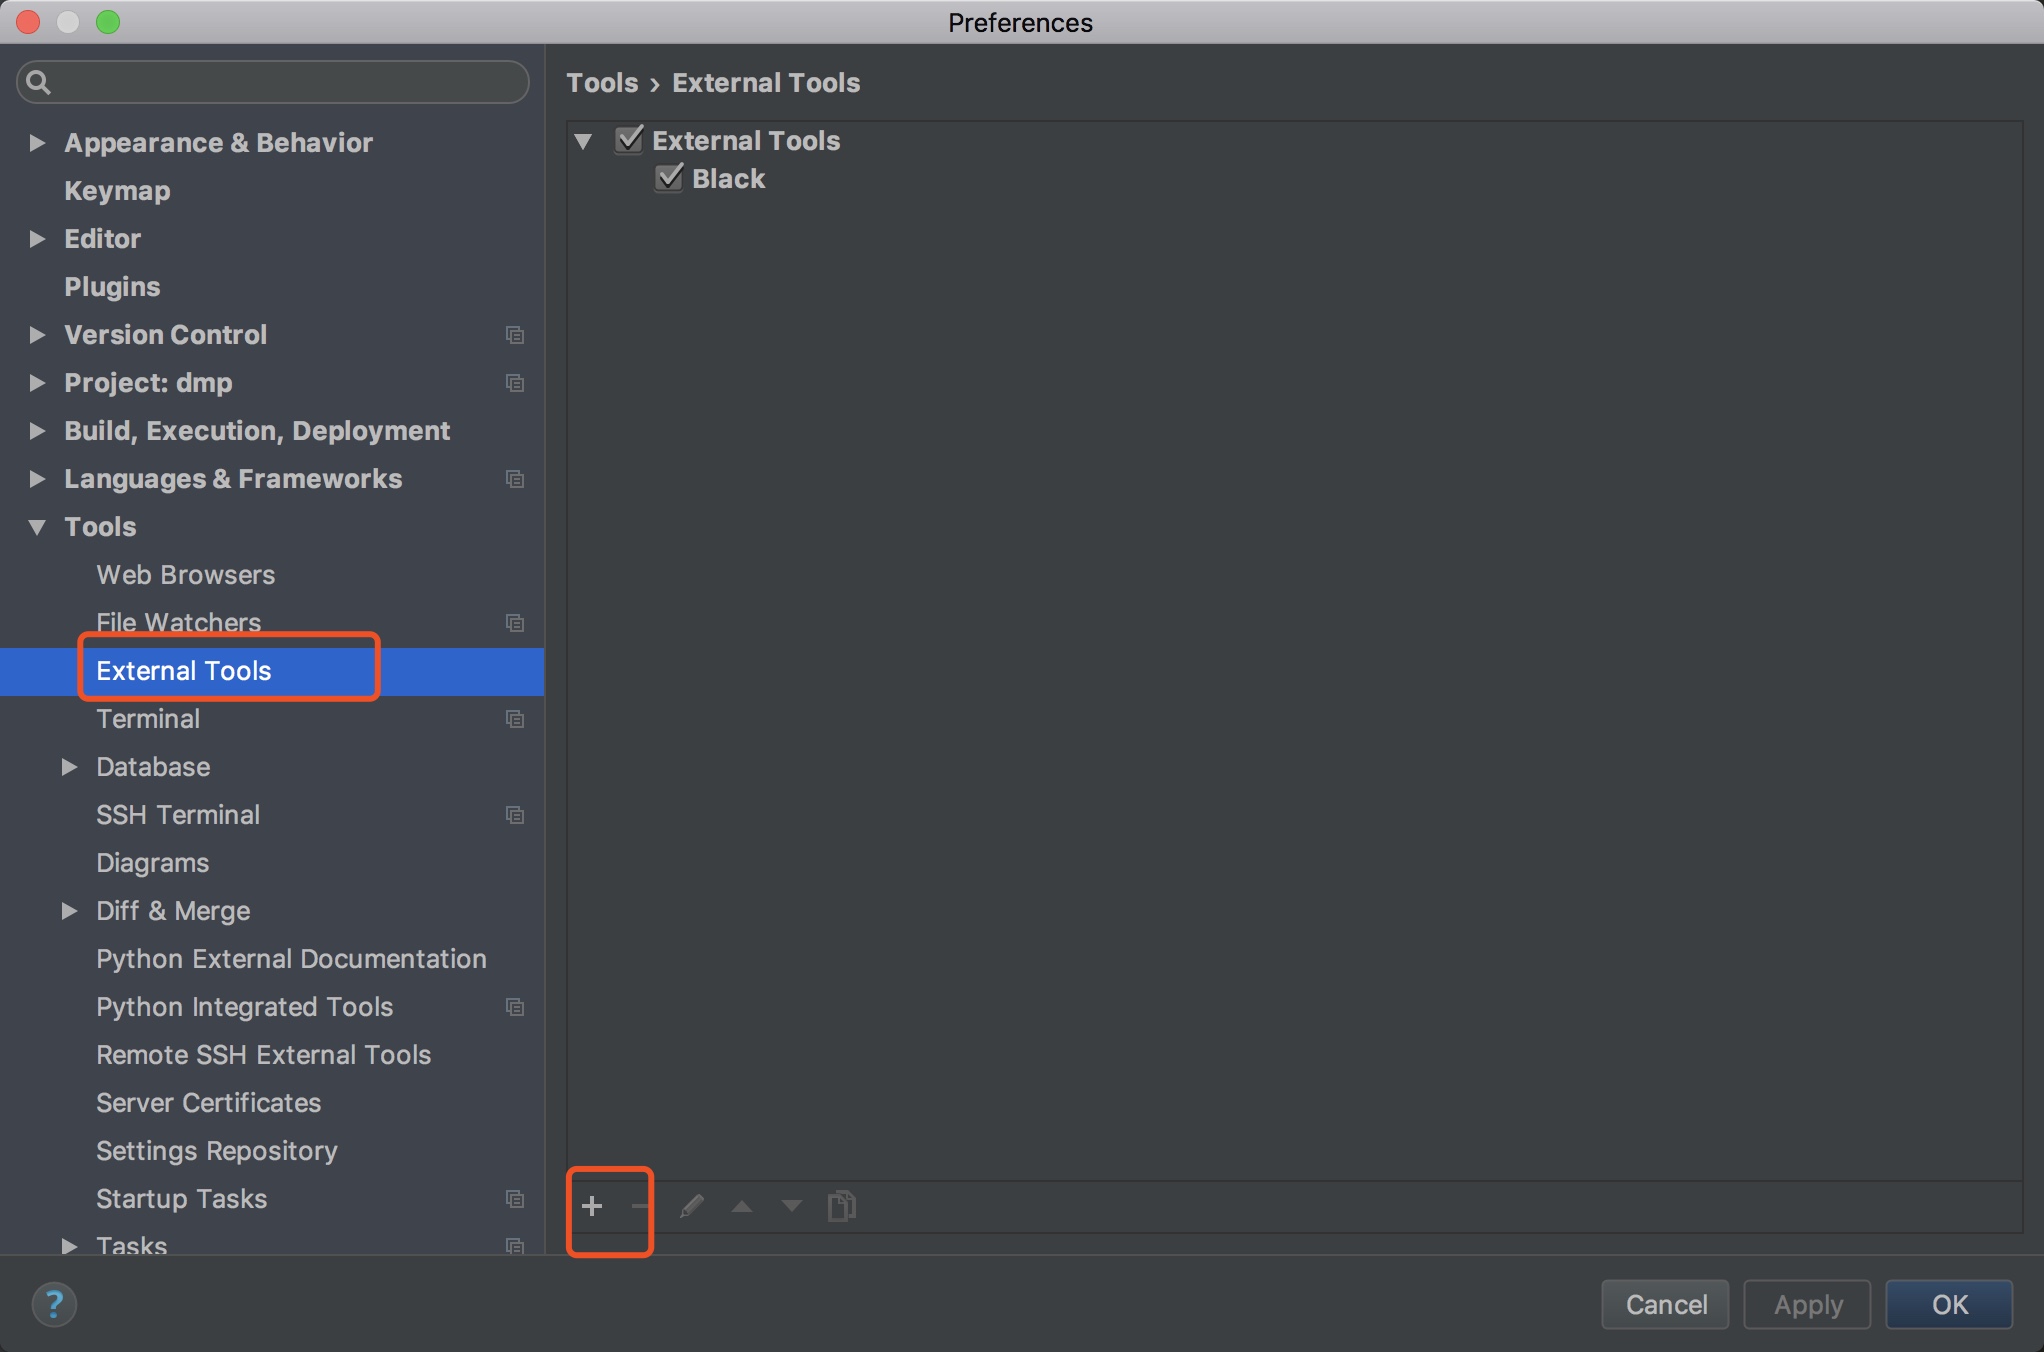 Preferences
Appearance & Behavior
Keymap
Editor
Plugins
Version Control
Project: dmp
Build, Execution, Deployment
Languages & Frameworks
Tools
Web Browsers
File Watchers
External Tools
Terminal
Database
SSH Terminal
Diagrams
Diff & Merge
Python External Documentation
Python Integrated Tools
Remote SSH External Tools
Server Certificates
Settings Repository
Startup Tasks
Tasks
Tools › External Tools
External Tools
Black
?
Cancel
Apply
OK